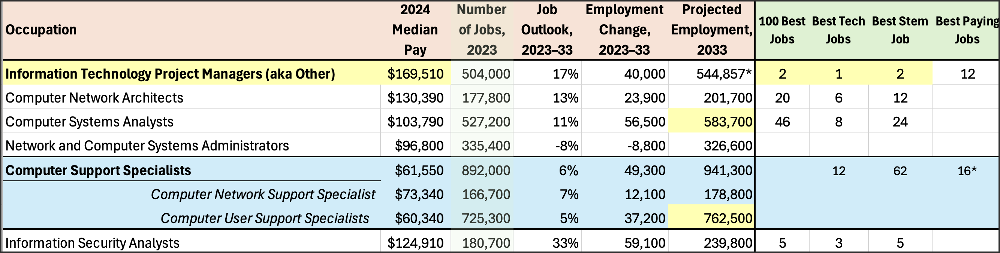 Occupation 2024 Median Pay Number of Jobs, 2023 Job Outlook, 2023–33 Employment Change, 2023–33 Projected Employment, 2033 100 Best Jobs Best Tech Jobs Best Stem Job Best Paying Jobs
Information Technology Project Managers (aka Other) $169,510 504,000 17% 40,000 544,857* 2 1 2 12
Computer Network Architects $130,390 177,800 13% 23,900 201,700 20 6 12
Computer Systems Analysts $103,790 527,200 11% 56,500 583,700 46 8 24
Network and Computer Systems Administrators $96,800 335,400 -8% -8,800 326,600
Computer Support Specialists $61,550 892,000 6% 49,300 941,300 12 62 16*
Computer Network Support Specialist $73,340 166,700 7% 12,100 178,800
Computer User Support Specialists $60,340 725,300 5% 37,200 762,500
Information Security Analysts $124,910 180,700 33% 59,100 239,800 5 3 5